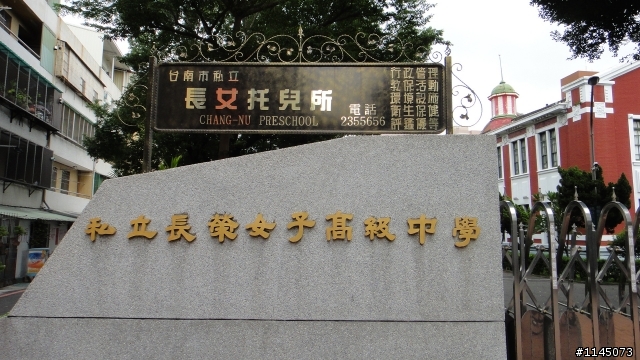 台南市私立
長女托兒所
電話
CHANG-NU PRESCHOOL 2355656
私立長榮女子高級中學
#1145073